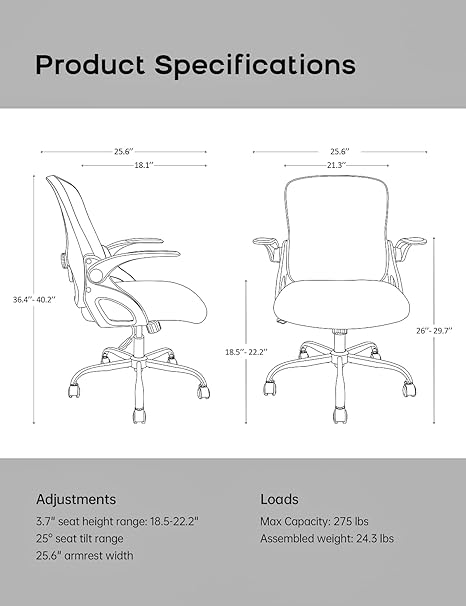 Product Specifications
25.6"
18.1"
25.6"
21.3"
36.4"- 40.2"
18.5"- 22.2"
26"- 29.7"
Adjustments
3.7" seat height range: 18.5-22.2"
25° seat tilt range
25.6" armrest width
Loads
Max Capacity: 275 lbs
Assembled weight: 24.3 lbs